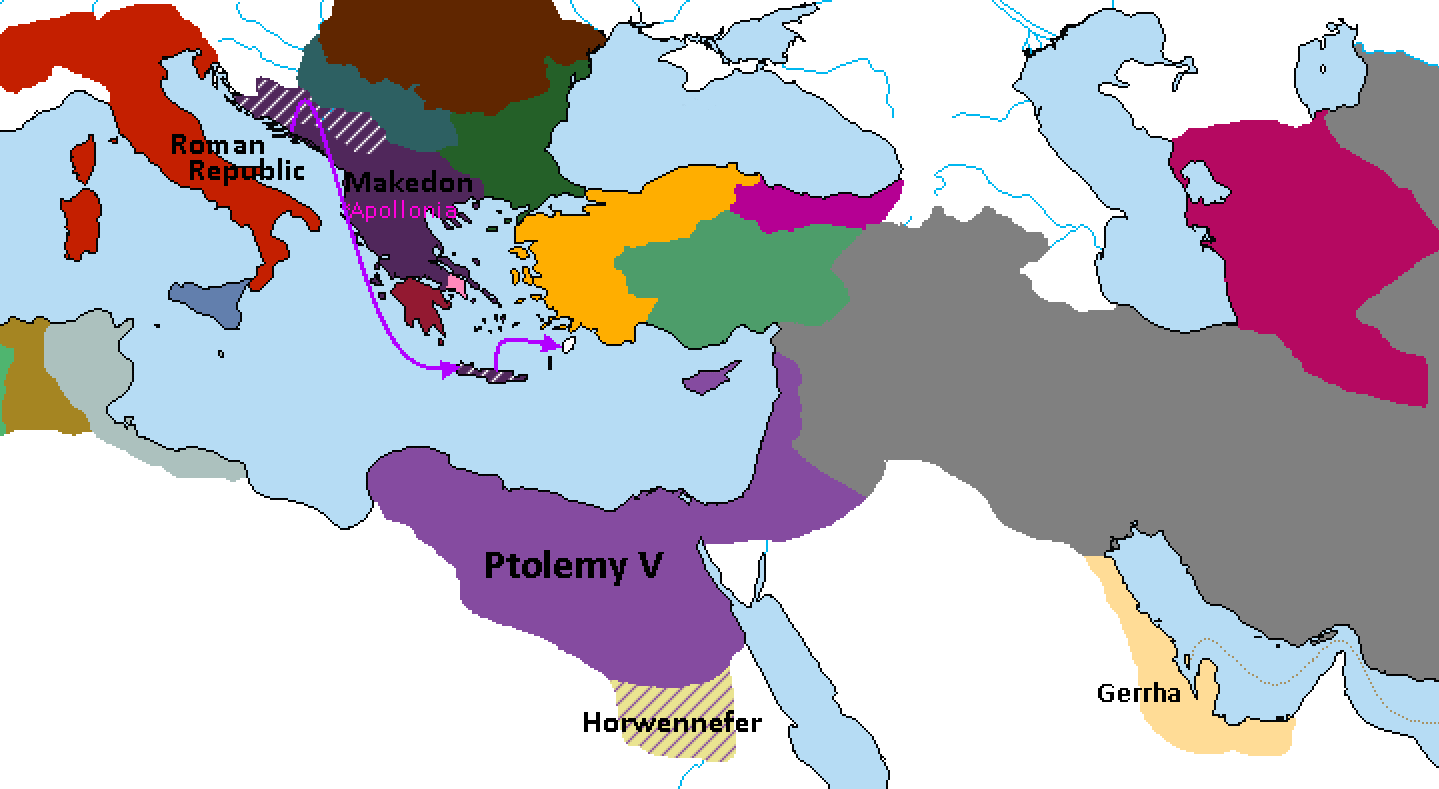 Roman
Republic
Makedon
Apollonia
Ptolemy V
Horwennefer
Gerrha